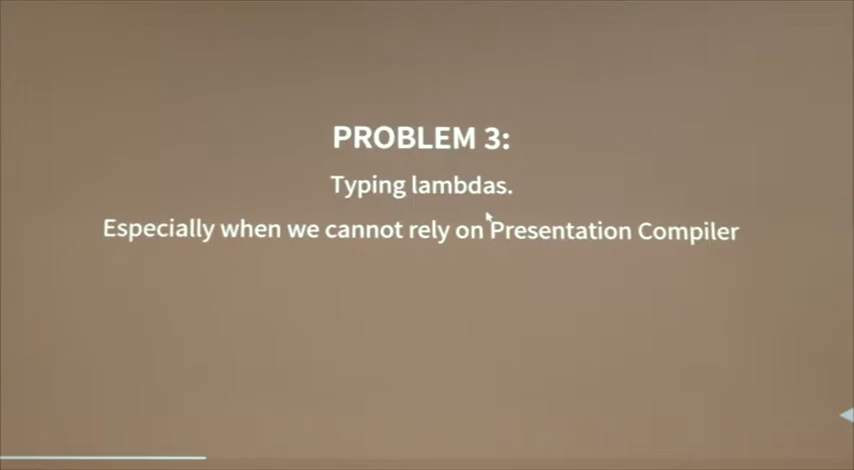 PROBLEM 3:
Typing lambdas.
Especially when we cannot rely on Presentation Compiler